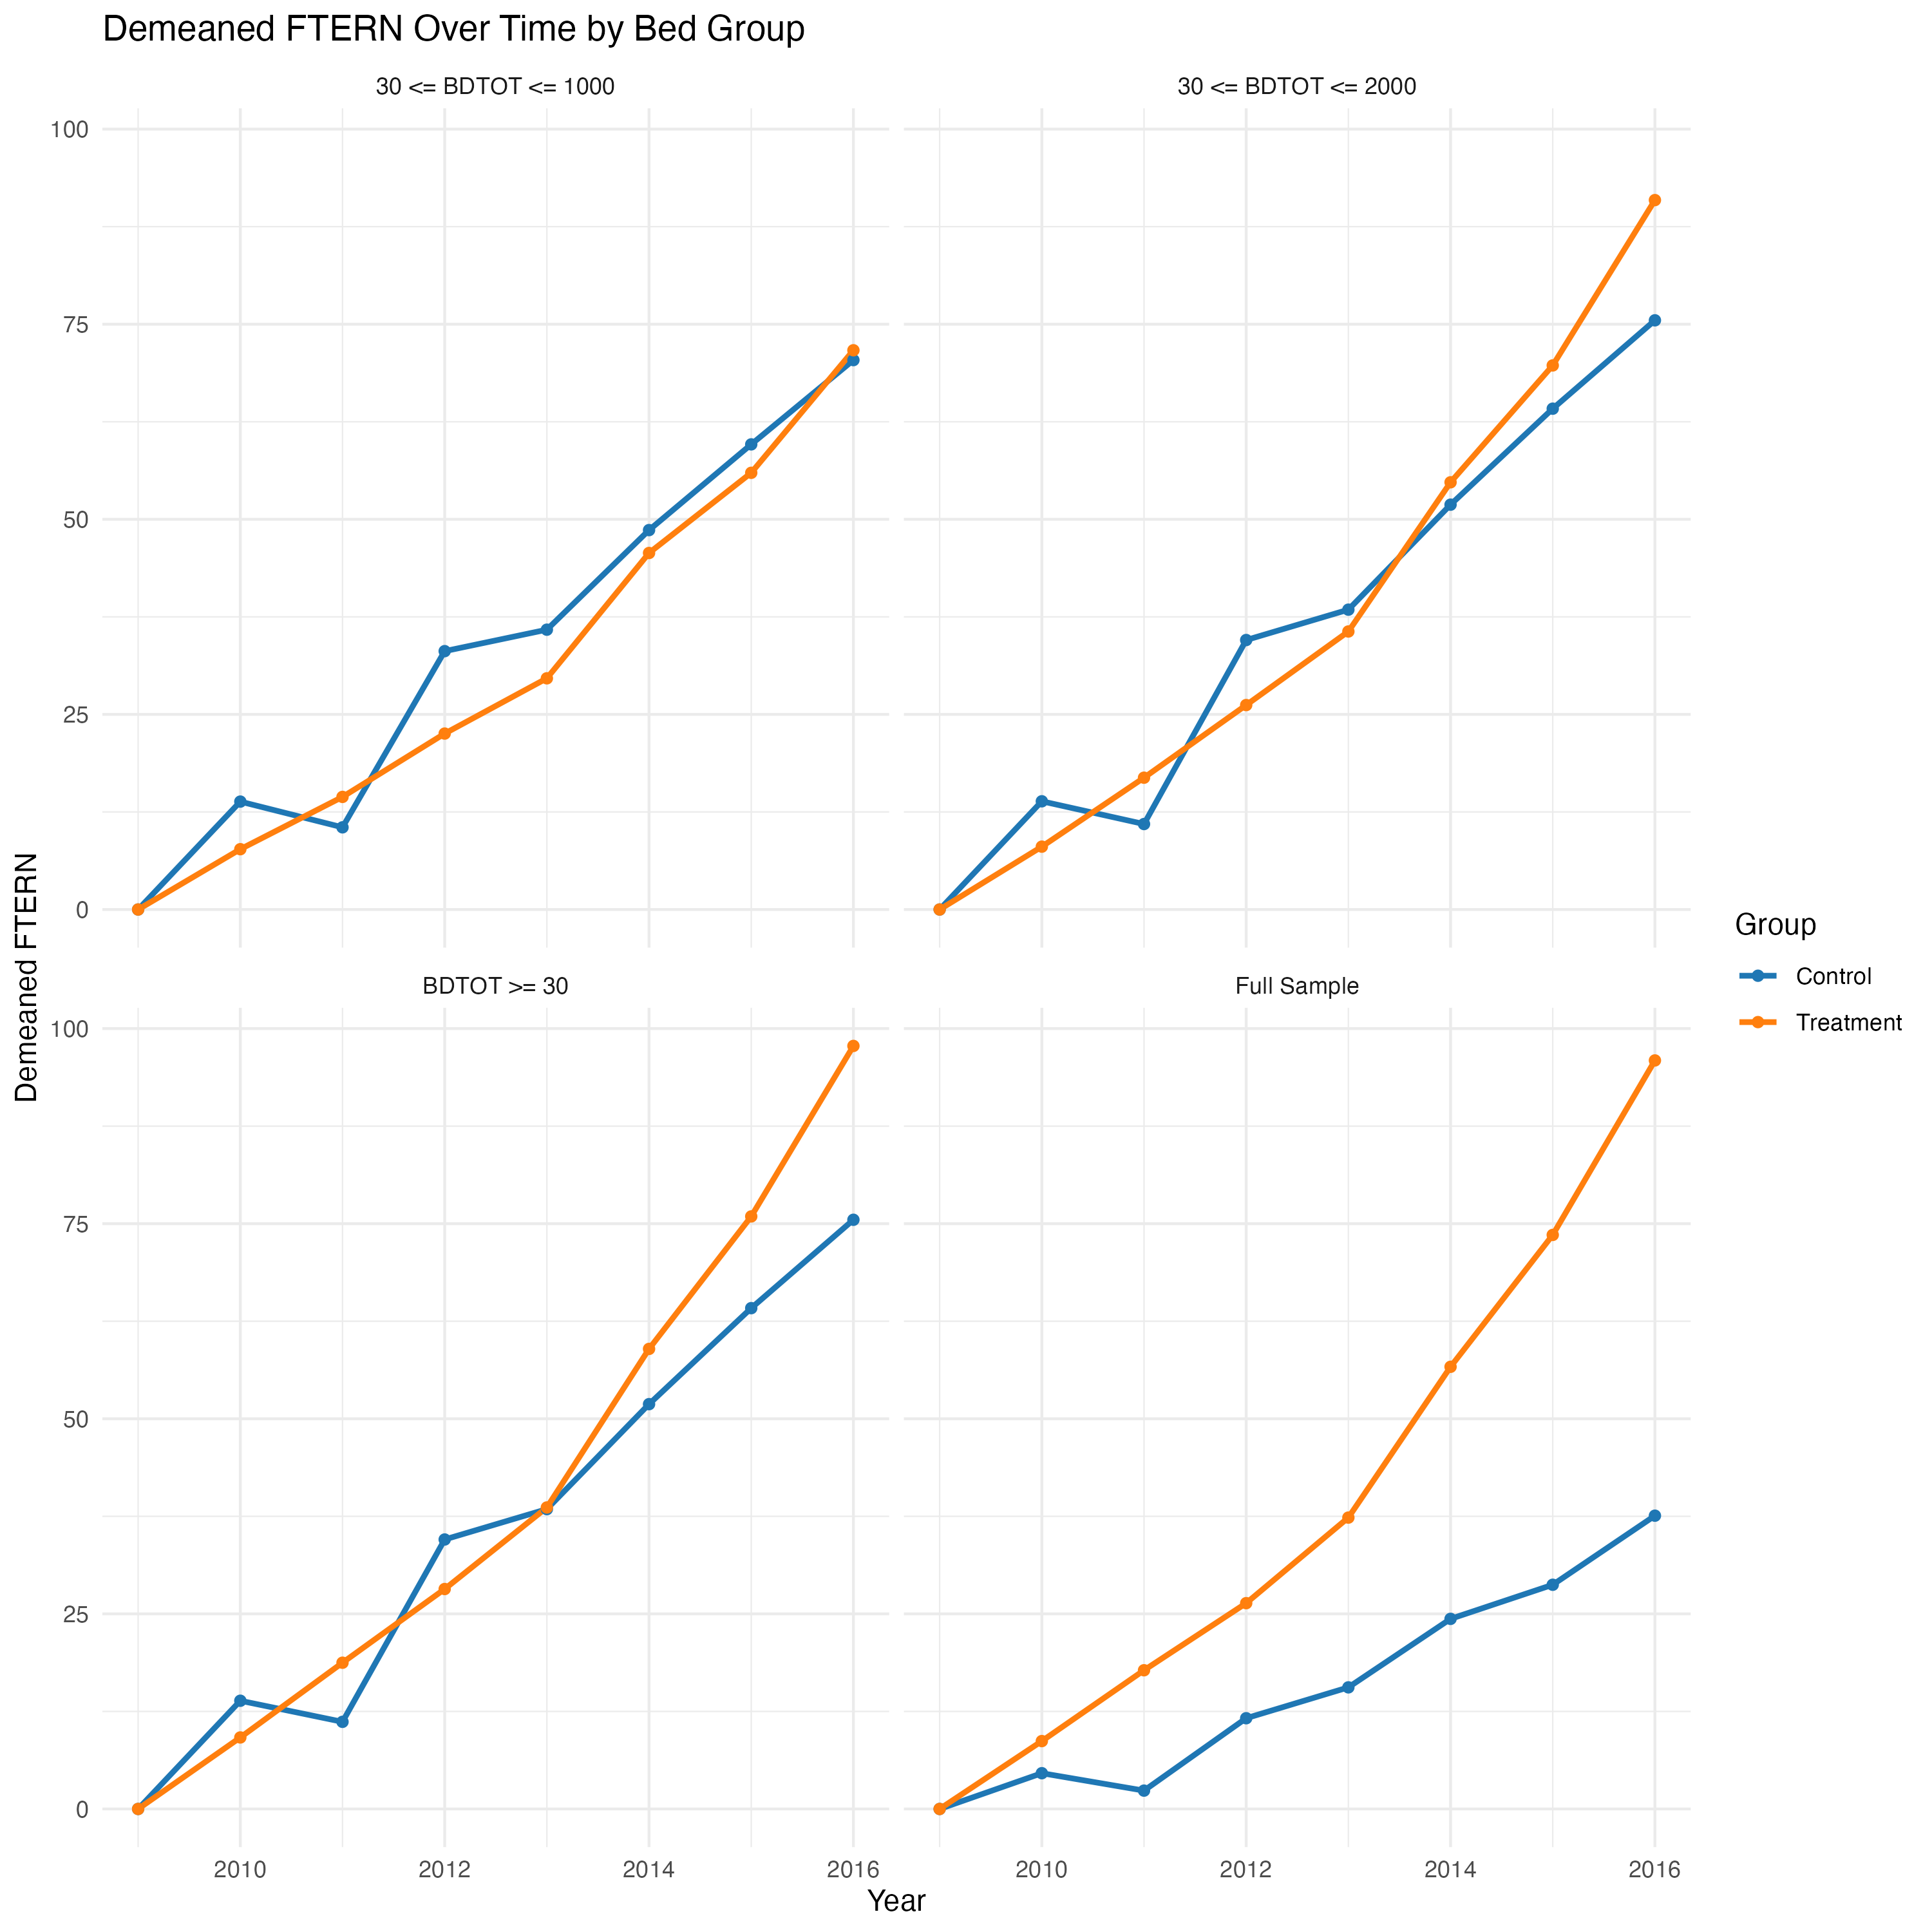 Demeaned FTERN Over Time by Bed Group
30 <= BDTOT <= 1000
30 <= BDTOT <= 2000
100
75
50
25
0
BDTOT >= 30
Full Sample
100
75
50
25
0
2010 2012 2014 2016
2010 2012 2014 2016
Year
Demeaned FTERN
Group
Control
Treatment